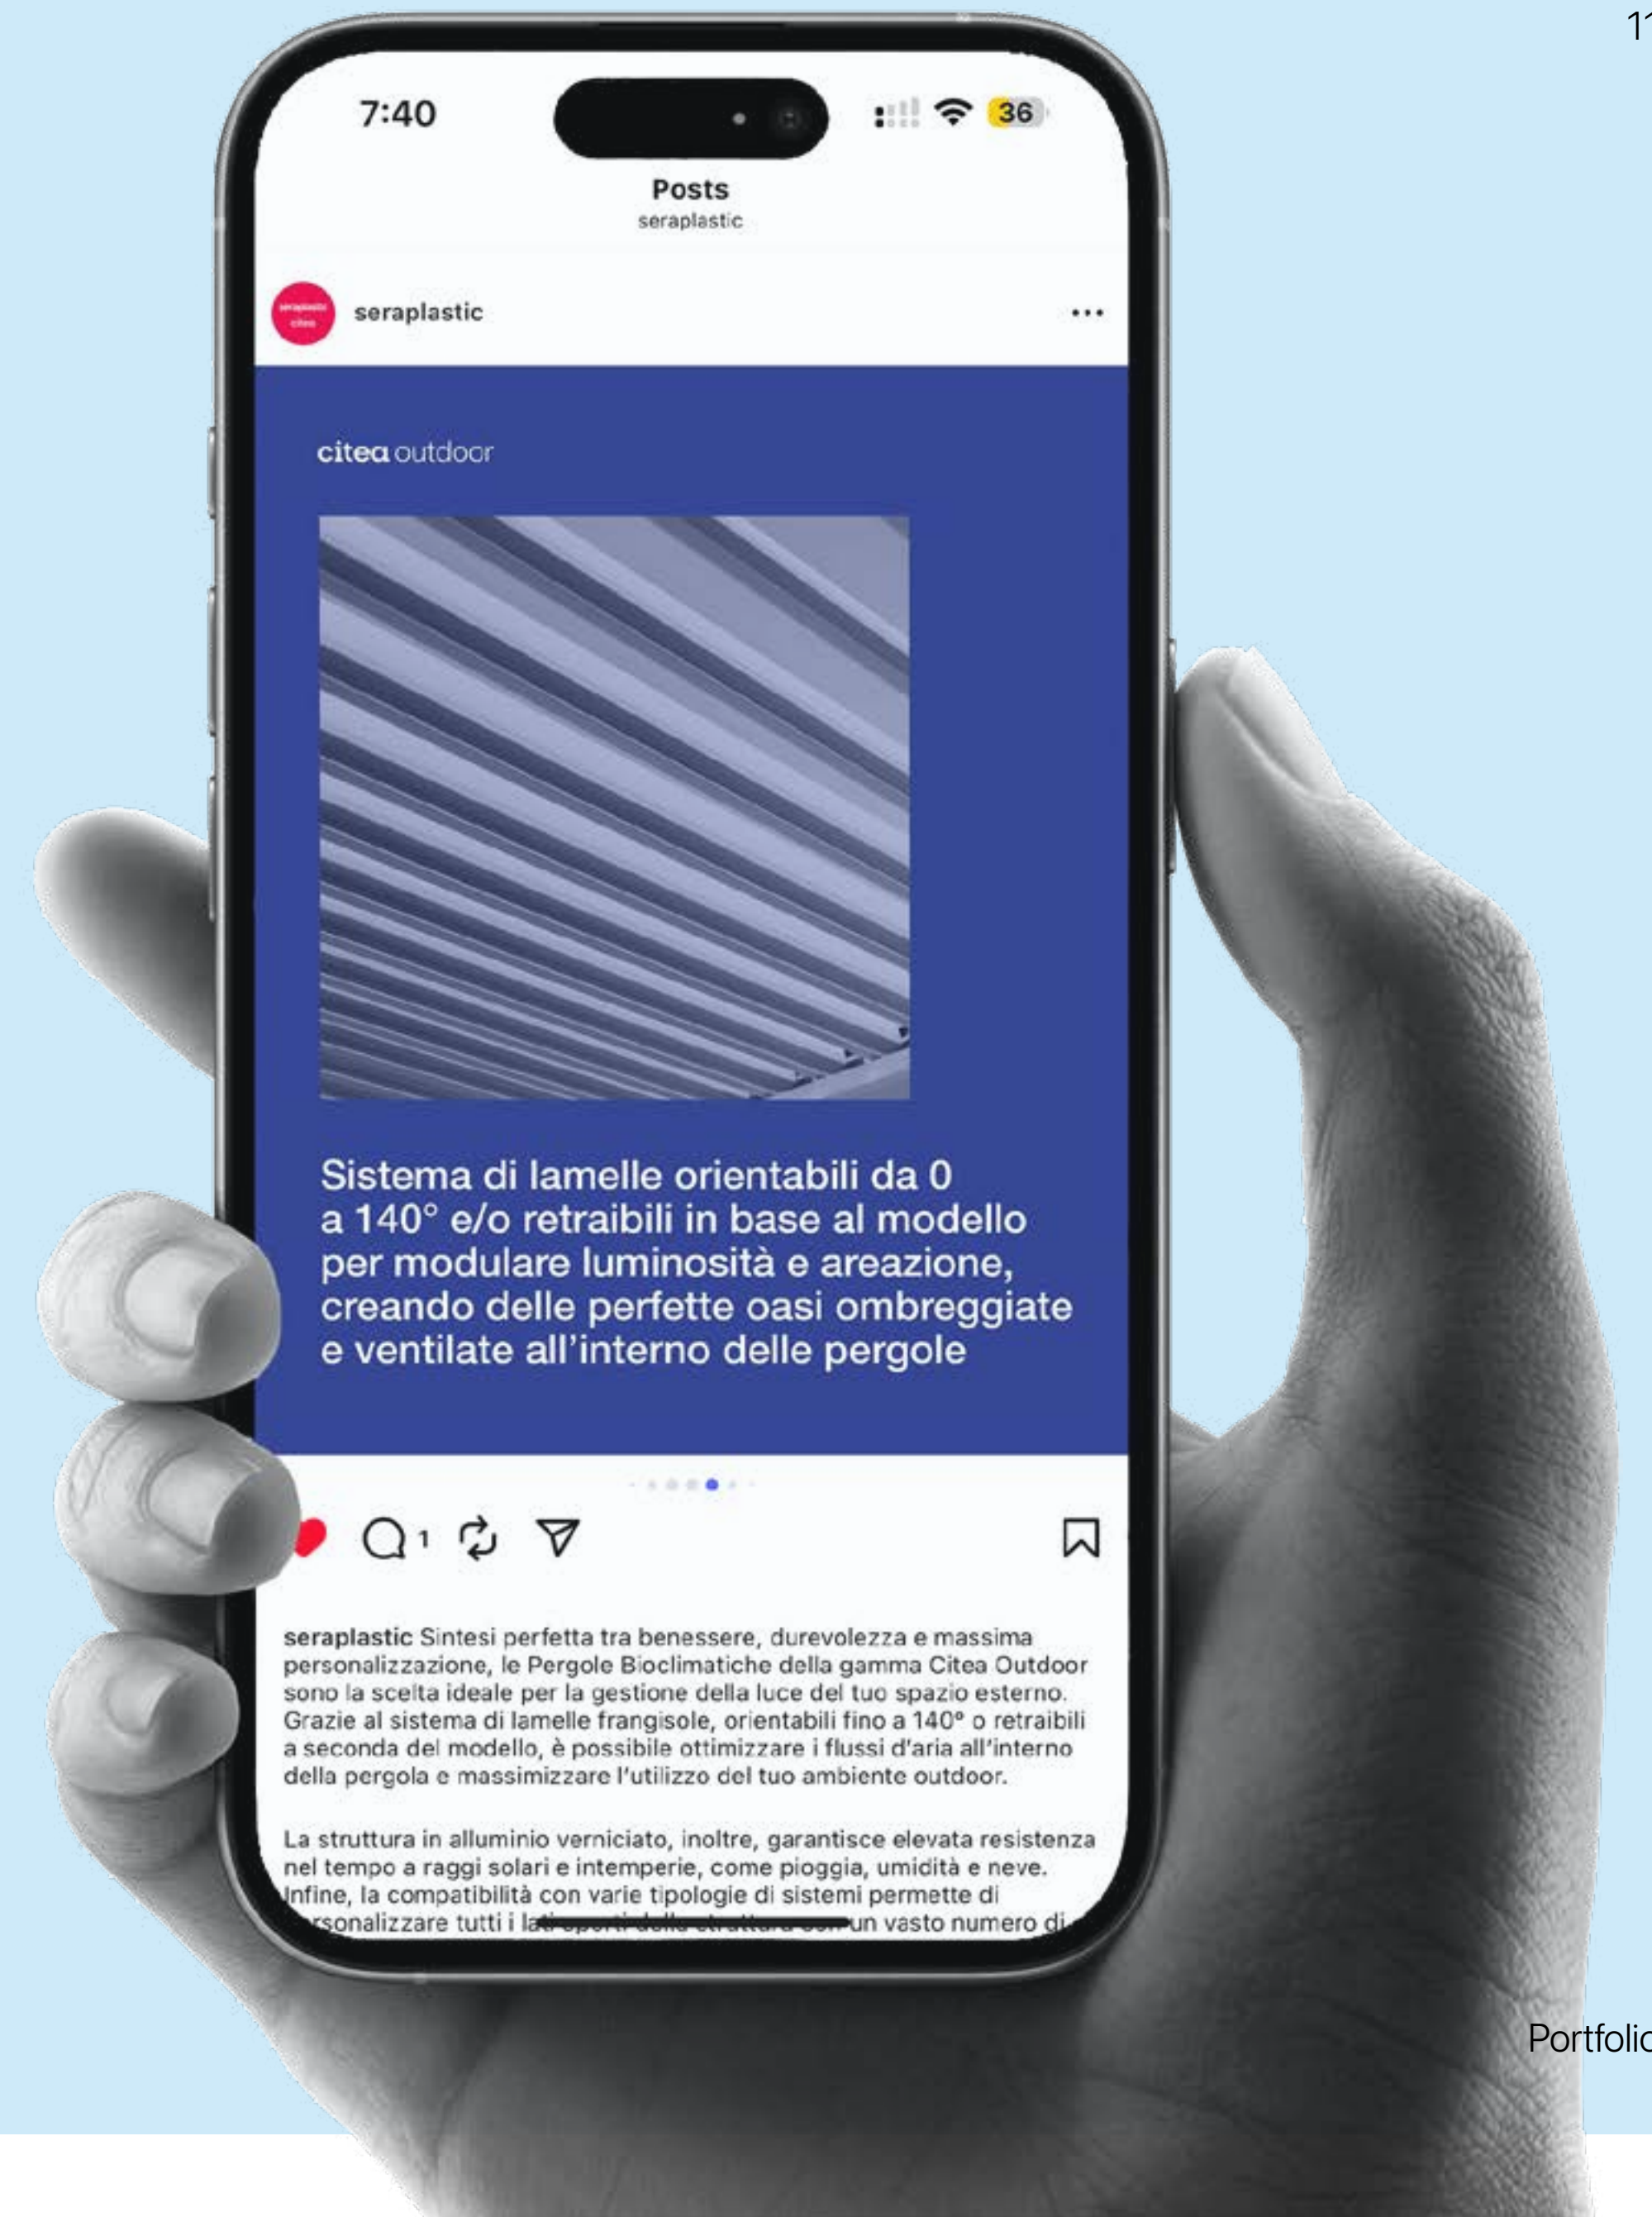 11
7:40
36
Posts
seraplastic
seraplastic
citea
seraplastic
citea outdoor
Sistema di lamelle orientabili da 0
a 140° e/o retraibili in base al modello
per modulare luminosità e areazione,
creando delle perfette oasi ombreggiate
e ventilate all'interno delle pergole
1
seraplastic Sintesi perfetta tra benessere, durevolezza e massima
personalizzazione, le Pergole Bioclimatiche della gamma Citea Outdoor
sono la scelta ideale per la gestione della luce del tuo spazio esterno.
Grazie al sistema di lamelle frangisole, orientabili fino a 140° o retraibili
a seconda del modello, è possibile ottimizzare i flussi d'aria all'interno
della pergola e massimizzare l'utilizzo del tuo ambiente outdoor.
La struttura in alluminio verniciato, inoltre, garantisce elevata resistenza
nel tempo a raggi solari e intemperie, come pioggia, umidità e neve.
Infine, la compatibilità con varie tipologie di sistemi permette di
tutti i un vasto numero di
Portfolio